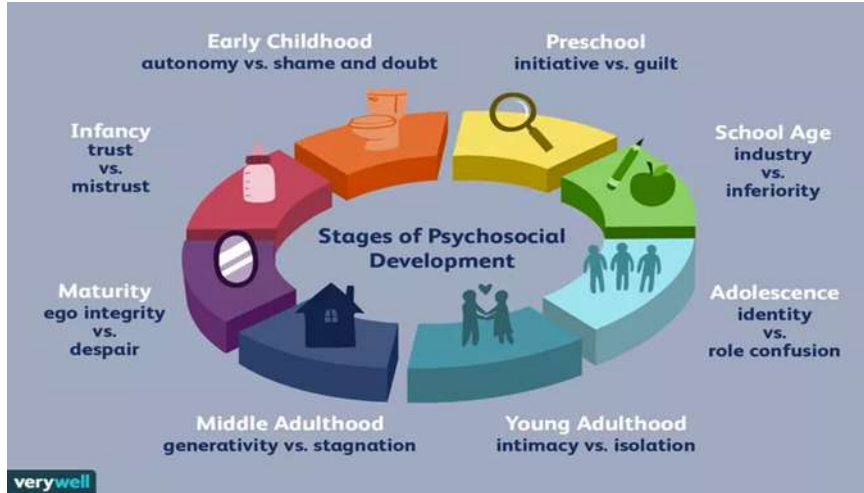 Early Childhood
autonomy vs. shame and doubt
Preschool
initiative vs. guilt
Infancy
trust
vs.
mistrust
School Age
industry
vs.
inferiority
Stages of Psychosocial
Development
Maturity
ego integrity
vs.
despair
Adolescence
identity
vs.
role confusion
Middle Adulthood
generativity vs. stagnation
Young Adulthood
intimacy vs. isolation
verywell